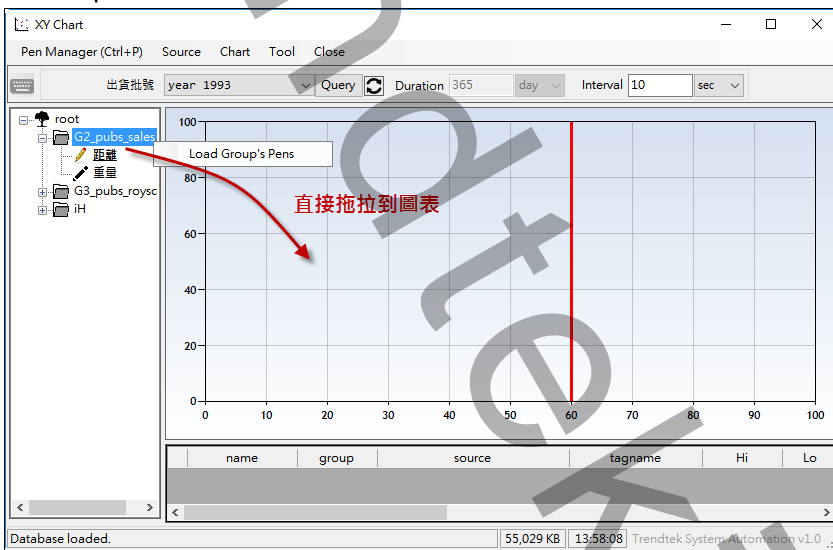 XY Chart
Pen Manager (Ctrl+P) Source Chart Tool Close
出貨批號 year 1993 Query Duration 365 day Interval 10 sec
root
G2_pubs_sales
距離
重量
G3_pubs_roysc
iH
Load Group's Pens
直接拖拉到圖表
100
80
60
40
20
0
0 10 20 30 40 50 60 70 80 90 100
name group source tagname Hi Lo
Database loaded. 55,029 KB 13:58:08 Trendtek System Automation v1.0
ndtek